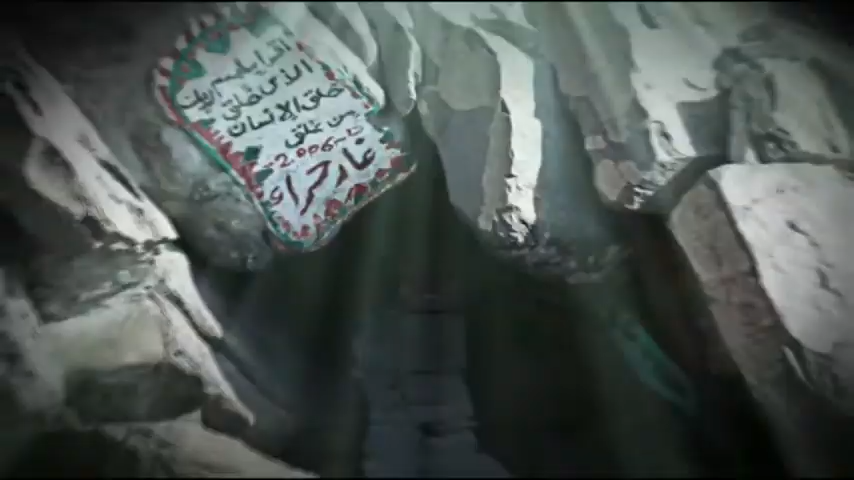 اقرا باسم ربك
الذي خلق
خلق الانسان
من علق
2006
غار حراء